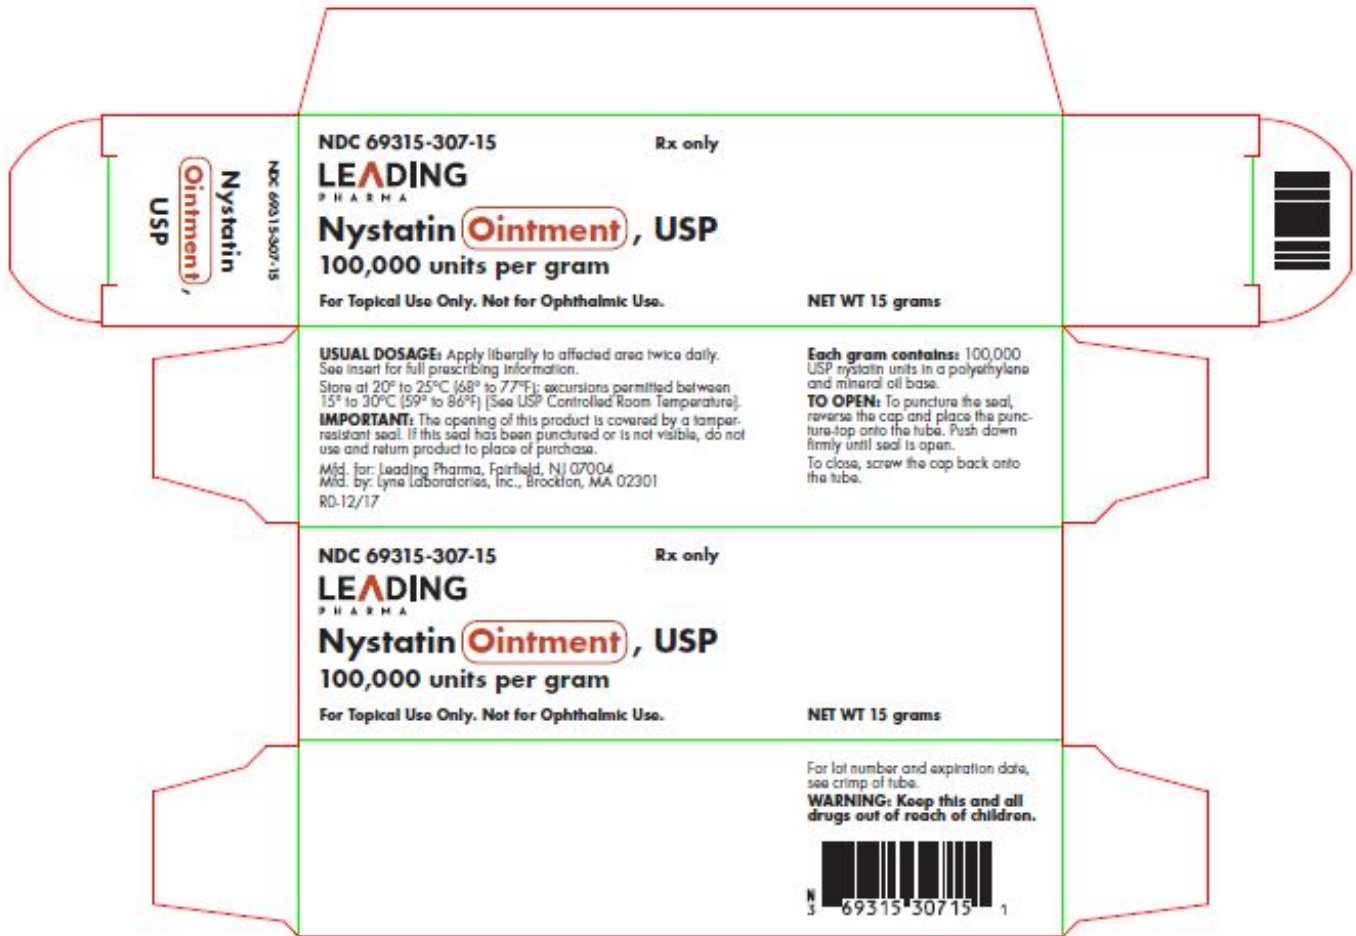 NDC 69315-307-15
Nystatin
Ointment,
USP
NDC 69315-307-15 Rx only
LEADING
PHARMA
Nystatin Ointment, USP
100,000 units per gram
For Topical Use Only. Not for Ophthalmic Use. NET WT 15 grams
USUAL DOSAGE: Apply liberally to affected area twice daily.
See insert for full prescribing information.
Store at 20° to 25°C (68° to 77°F); excursions permitted between
15° to 30°C (59° to 86°F) [See USP Controlled Room Temperature].
IMPORTANT: The opening of this product is covered by a tamper-
resistant seal. If this seal has been punctured or is not visible, do not
use and return product to place of purchase.
Mfd. for: Leading Pharma, Fairfield, NJ 07004
Mfd. by: Lyne Laboratories, Inc., Brockton, MA 02301
R0-12/17
Each gram contains: 100,000
USP nystatin units in a polyethylene
and mineral oil base.
TO OPEN: To puncture the seal,
reverse the cap and place the punc-
ture-top onto the tube. Push down
firmly until seal is open.
To close, screw the cap back onto
the tube.
NDC 69315-307-15 Rx only
LEADING
PHARMA
Nystatin Ointment, USP
100,000 units per gram
For Topical Use Only. Not for Ophthalmic Use. NET WT 15 grams
For lot number and expiration date,
see crimp of tube.
WARNING: Keep this and all
drugs out of reach of children.
N
3 69315 30715 1